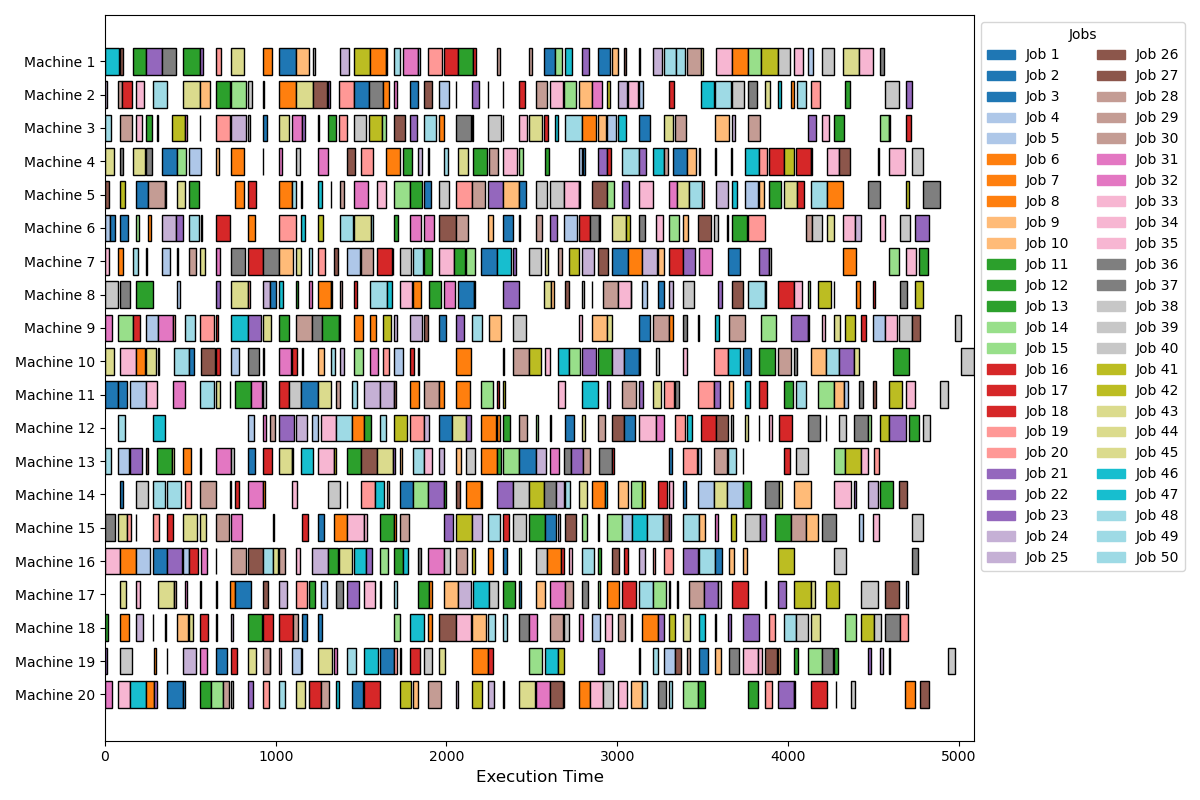 Machine 1
Machine 2
Machine 3
Machine 4
Machine 5
Machine 6
Machine 7
Machine 8
Machine 9
Machine 10
Machine 11
Machine 12
Machine 13
Machine 14
Machine 15
Machine 16
Machine 17
Machine 18
Machine 19
Machine 20
0 1000 2000 3000 4000 5000
Execution Time
Jobs
Job 1 Job 26
Job 2 Job 27
Job 3 Job 28
Job 4 Job 29
Job 5 Job 30
Job 6 Job 31
Job 7 Job 32
Job 8 Job 33
Job 9 Job 34
Job 10 Job 35
Job 11 Job 36
Job 12 Job 37
Job 13 Job 38
Job 14 Job 39
Job 15 Job 40
Job 16 Job 41
Job 17 Job 42
Job 18 Job 43
Job 19 Job 44
Job 20 Job 45
Job 21 Job 46
Job 22 Job 47
Job 23 Job 48
Job 24 Job 49
Job 25 Job 50